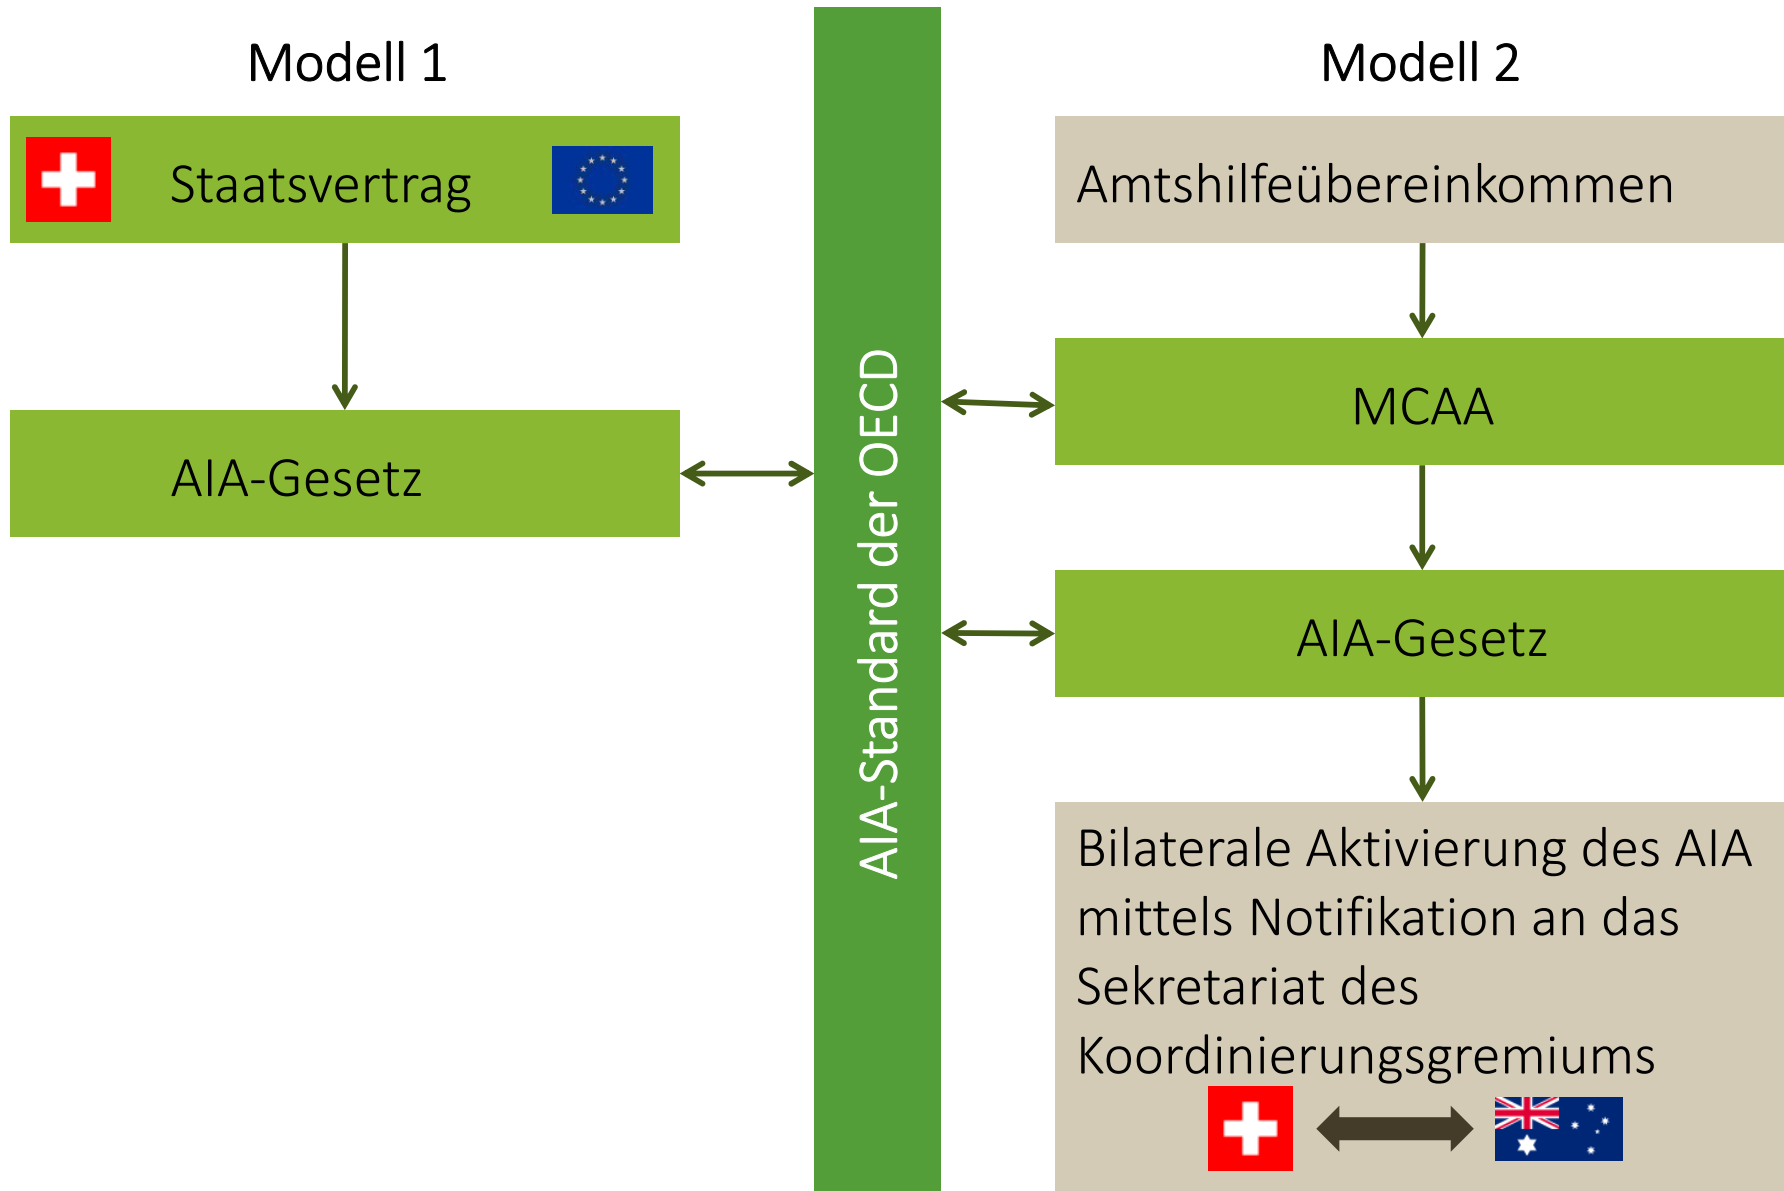 Modell 1
Staatsvertrag
AIA-Gesetz
AIA-Standard der OECD
Modell 2
Amtshilfeübereinkommen
MCAA
AIA-Gesetz
Bilaterale Aktivierung des AIA
mittels Notifikation an das
Sekretariat des
Koordinierungsgremiums